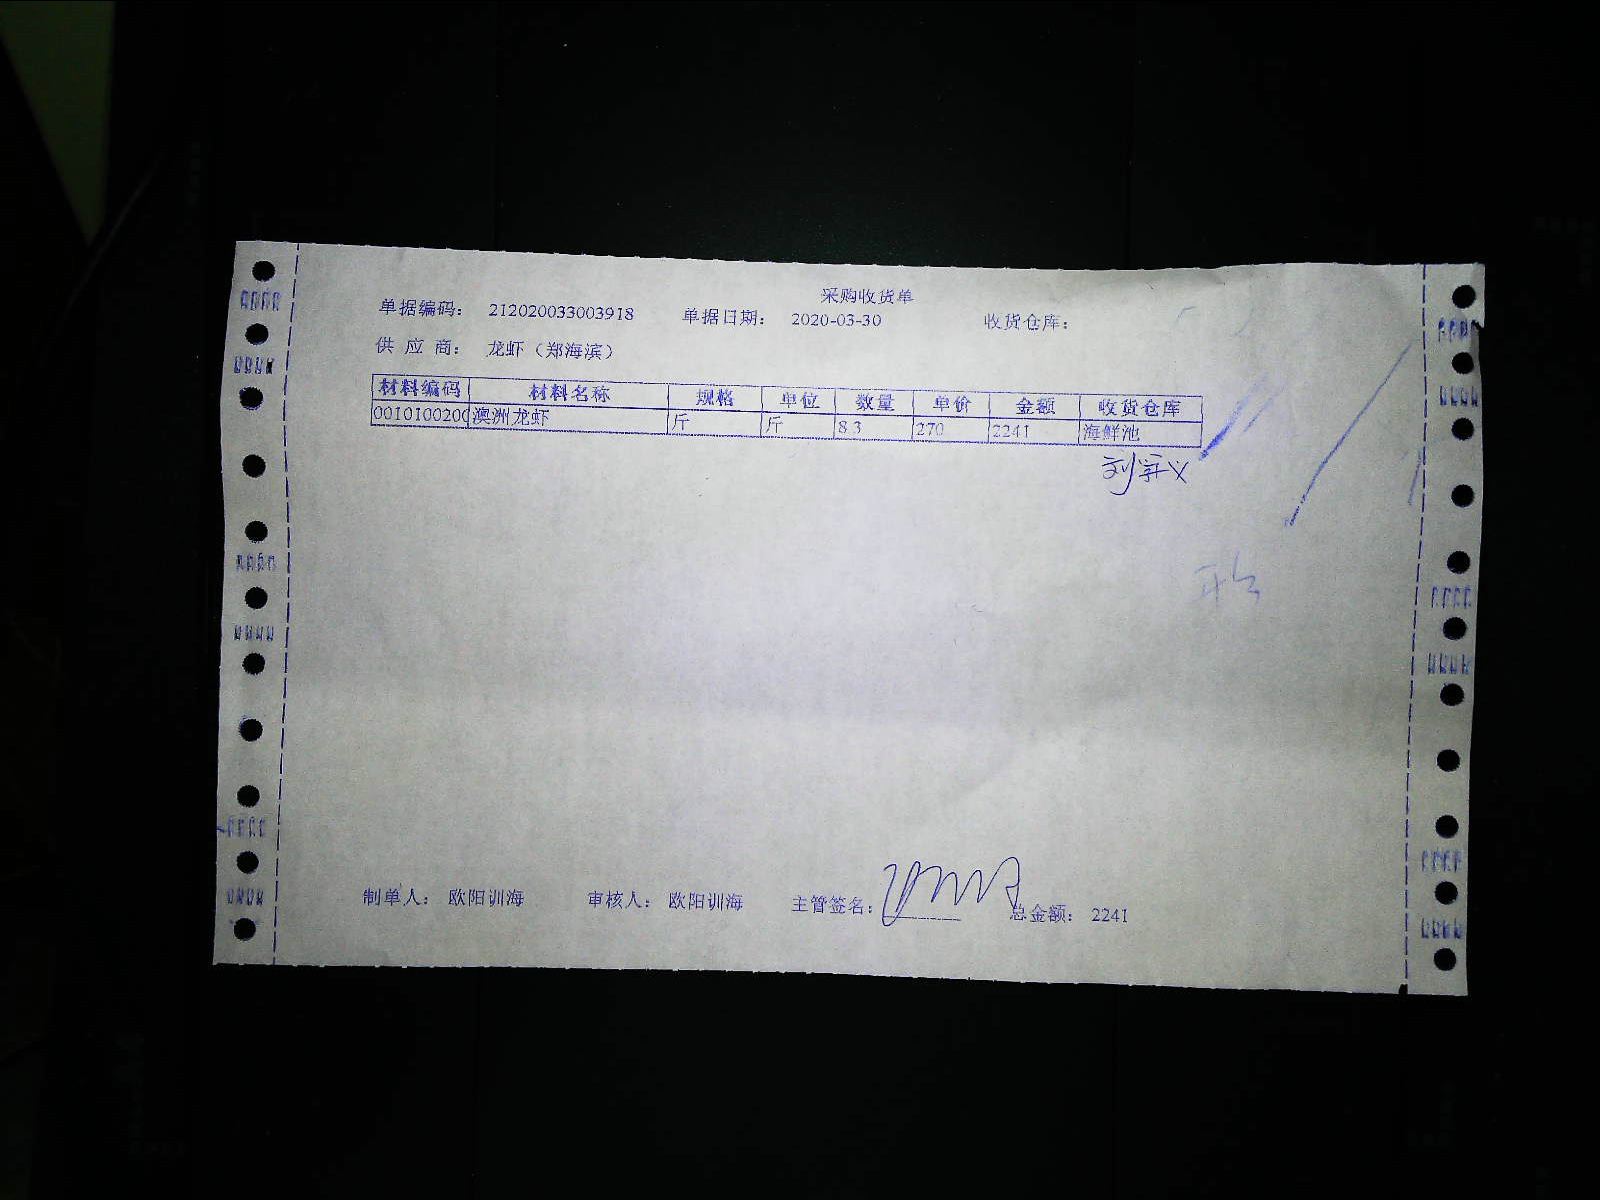 采购收货单
单据编码： 212020033003918 单据日期： 2020-03-30 收货仓库：
供 应 商： 龙虾（郑海滨）
材料编码 材料名称 规格 单位 数量 单价 金额 收货仓库
0010100200 澳洲龙虾 斤 斤 8.3 270 2241 海鲜池
制单人： 欧阳训海 审核人： 欧阳训海 主管签名： 总金额： 2241